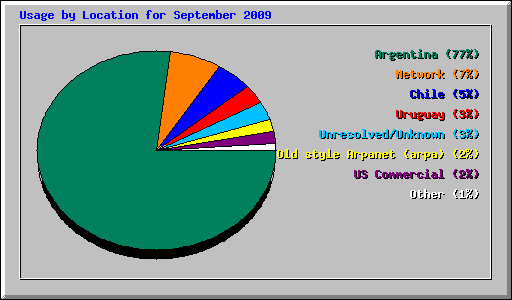 Usage by Location for September 2009
Argentina (77%)
Network (7%)
Chile (5%)
Uruguay (3%)
Unresolved/Unknown (3%)
Old style Arpanet (arpa) (2%)
US Commercial (2%)
Other (1%)